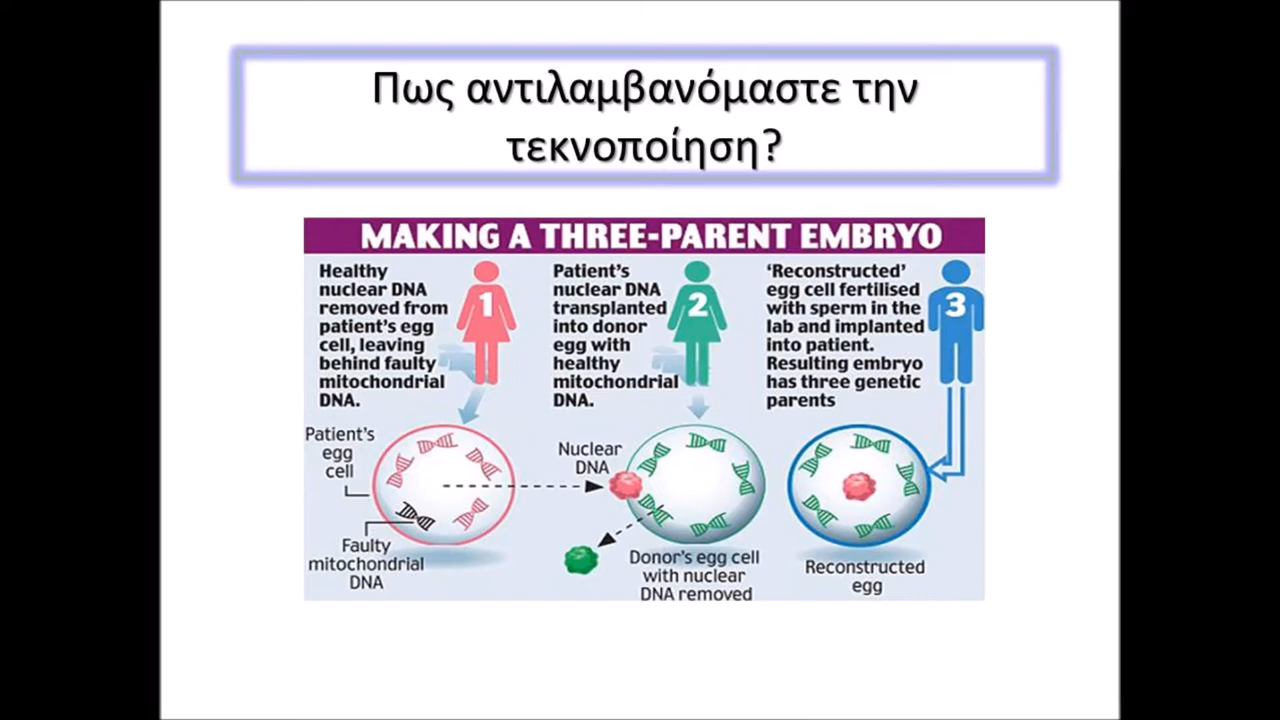 Πως αντιλαμβανόμαστε την
τεκνοποίηση?
MAKING A THREE-PARENT EMBRYO
Healthy
nuclear DNA
removed from
patient's egg
cell, leaving
behind faulty
mitochondrial
DNA.
1
Patient's
nuclear DNA
transplanted
into donor
egg with
healthy
mitochondrial
DNA.
2
'Reconstructed'
egg cell fertilised
with sperm in the
lab and implanted
into patient.
Resulting embryo
has three genetic
parents
3
Patient's
egg
cell
Faulty
mitochondrial
DNA
Nuclear
DNA
Donor's egg cell
with nuclear
DNA removed
Reconstructed
egg